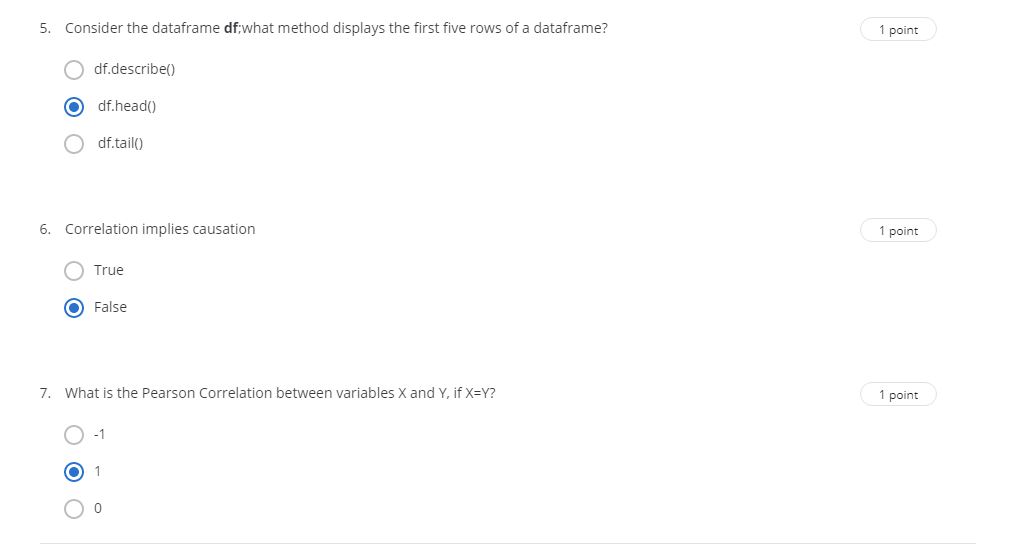 5. Consider the dataframe df;what method displays the first five rows of a dataframe? 1 point
df.describe()
df.head()
df.tail()
6. Correlation implies causation 1 point
True
False
7. What is the Pearson Correlation between variables X and Y, if X=Y? 1 point
-1
1
0